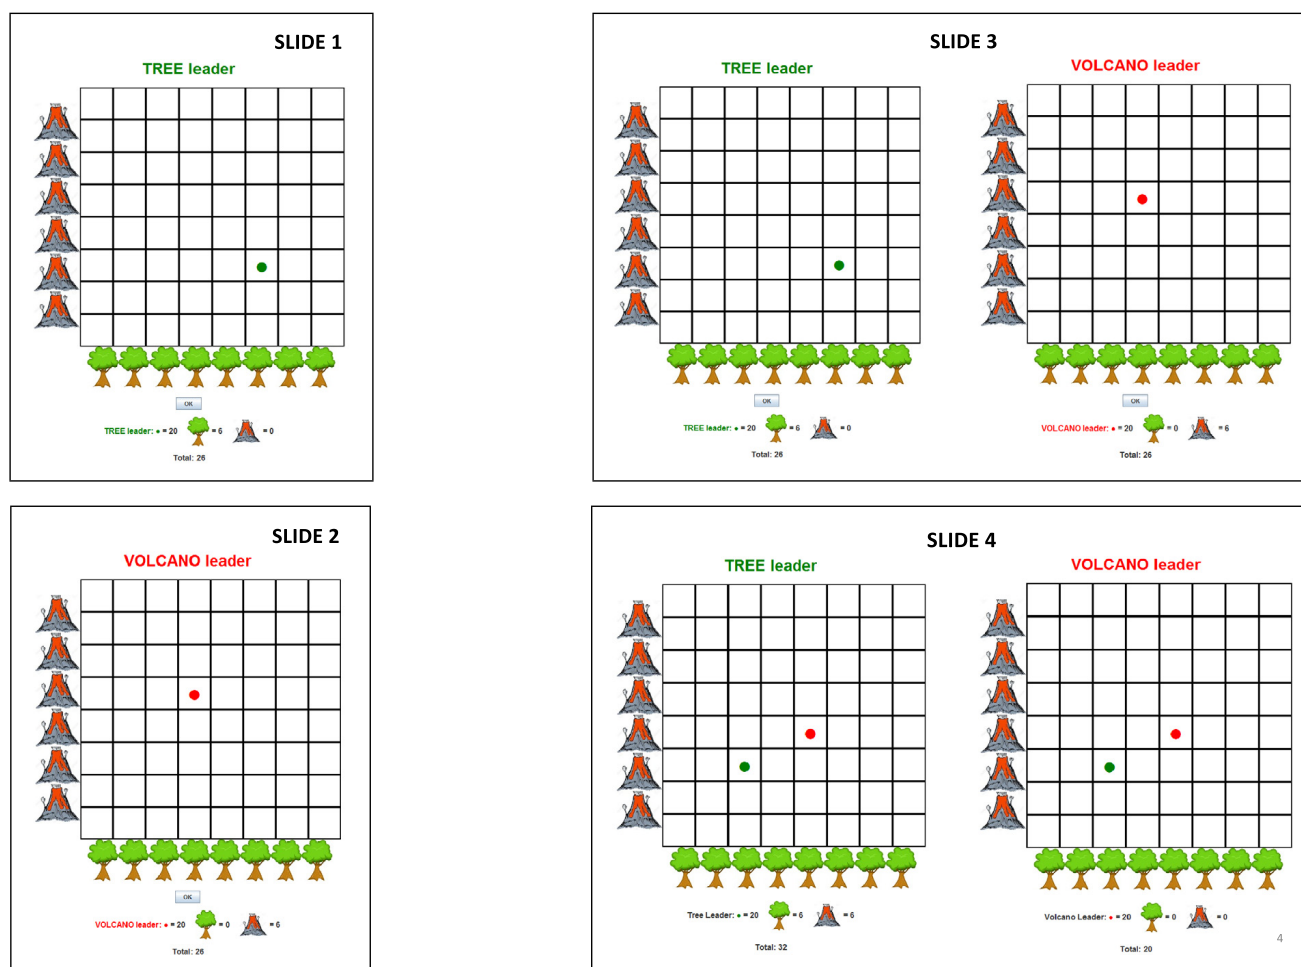 SLIDE 1
TREE leader
OK
TREE leader: = 20 = 6 = 0
Total: 26
SLIDE 3
TREE leader VOLCANO leader
OK OK
TREE leader: = 20 = 6 = 0 VOLCANO leader: = 20 = 0 = 6
Total: 26 Total: 26
SLIDE 2
VOLCANO leader
OK
VOLCANO leader: = 20 = 0 = 6
Total: 26
SLIDE 4
TREE leader VOLCANO leader
Tree Leader: = 20 = 6 = 6 Volcano Leader: = 20 = 0 = 0
Total: 32 Total: 20
4